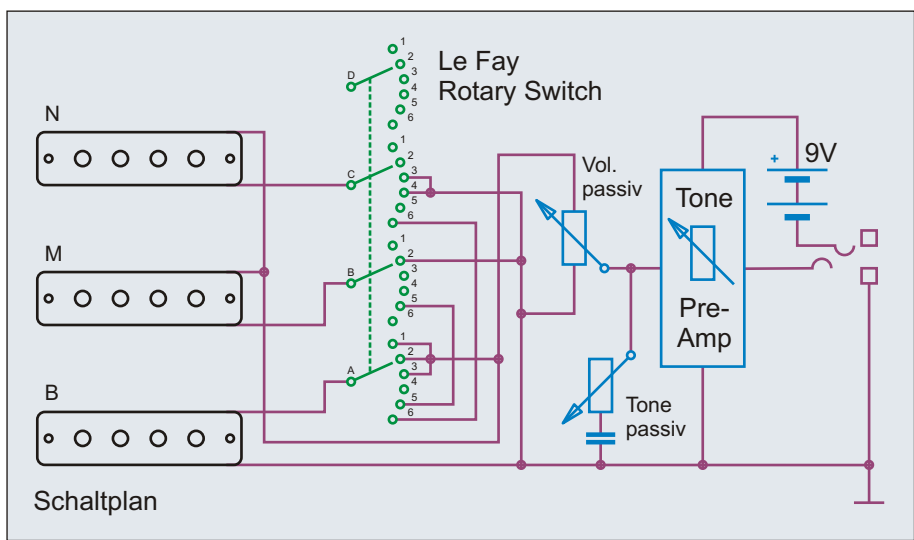 Le Fay
Rotary Switch
D
1
2
3
4
5
6
N
C
1
2
3
4
5
6
Vol.
passiv
9V
+
Tone
Pre-
Amp
M
B
1
2
3
4
5
6
B
A
1
2
3
4
5
6
Tone
passiv
Schaltplan